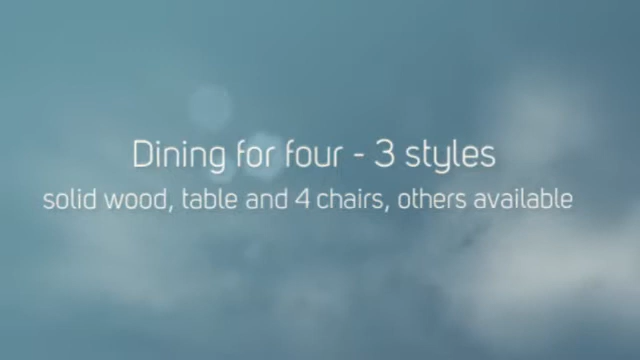 Dining for four - 3 styles
solid wood, table and 4 chairs, others available